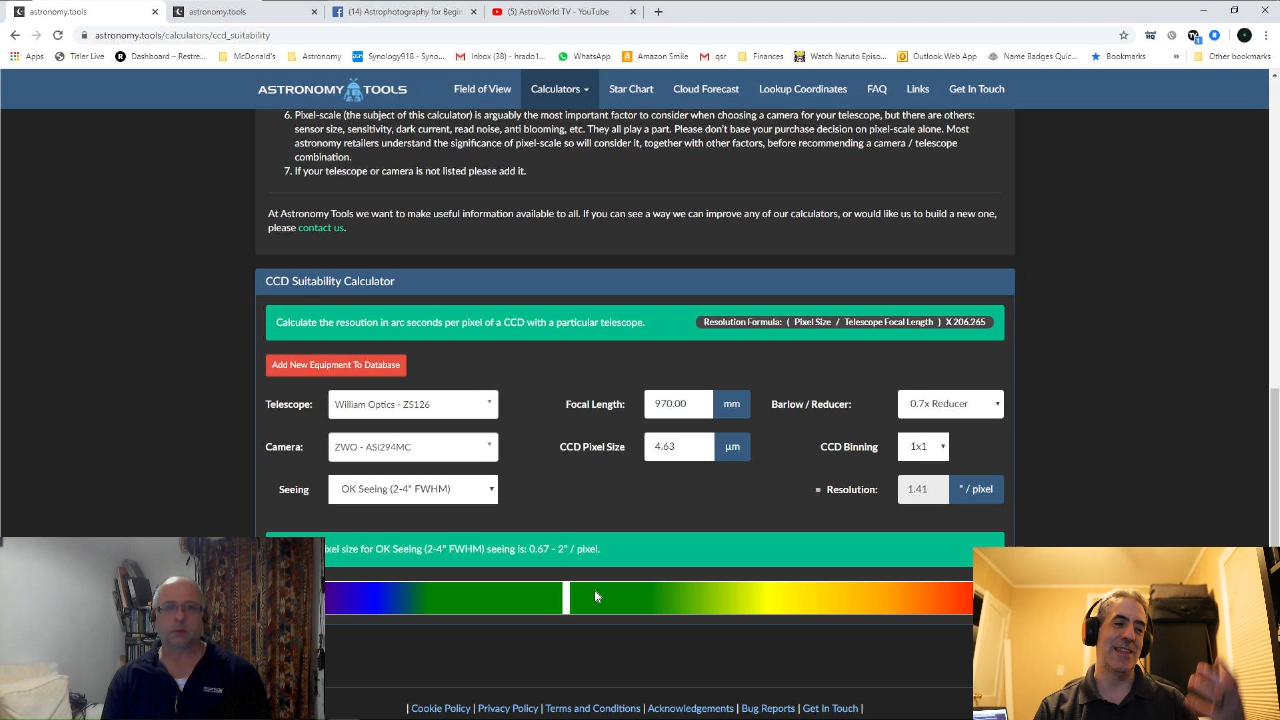 astronomy.tools
astronomy.tools
(14) Astrophotography for Begin
(5) AstroWorld TV - YouTube
astronomy.tools/calculators/ccd_suitability
Apps
Titler Live
Dashboard -- Restre...
McDonald's
Astronomy
Synology918 - Syno...
Inbox (38) - hrado1...
WhatsApp
Amazon Smile
qsr
Finances
Watch Naruto Episo...
Outlook Web App
Name Badges Quic...
Bookmarks
»
Other bookmarks
ASTRONOMY TOOLS
Field of View
Calculators
Star Chart
Cloud Forecast
Lookup Coordinates
FAQ
Links
Get In Touch
6. Pixel-scale (the subject of this calculator) is arguably the most important factor to consider when choosing a camera for your telescope, but there are others:
sensor size, sensitivity, dark current, read noise, anti blooming, etc. They all play a part. Please don't base your purchase decision on pixel-scale alone. Most
astronomy retailers understand the significance of pixel-scale so will consider it, together with other factors, before recommending a camera / telescope
combination.
7. If your telescope or camera is not listed please add it.
At Astronomy Tools we want to make useful information available to all. If you can see a way we can improve any of our calculators, or would like us to build a new one,
please contact us.
CCD Suitability Calculator
Calculate the resoution in arc seconds per pixel of a CCD with a particular telescope.
Resolution Formula: ( Pixel Size / Telescope Focal Length ) X 206.265
Add New Equipment To Database
Telescope: William Optics - ZS126 Focal Length: 970.00 mm Barlow / Reducer: 0.7x Reducer
Camera: ZWO - ASI294MC CCD Pixel Size 4.63 µm CCD Binning 1x1
Seeing OK Seeing (2-4" FWHM) = Resolution: 1.41 " / pixel
size for OK Seeing (2-4" FWHM) seeing is: 0.67 - 2" / pixel.
| Cookie Policy | Privacy Policy | Terms and Conditions | Acknowledgements | Bug Reports | Get In Touch |